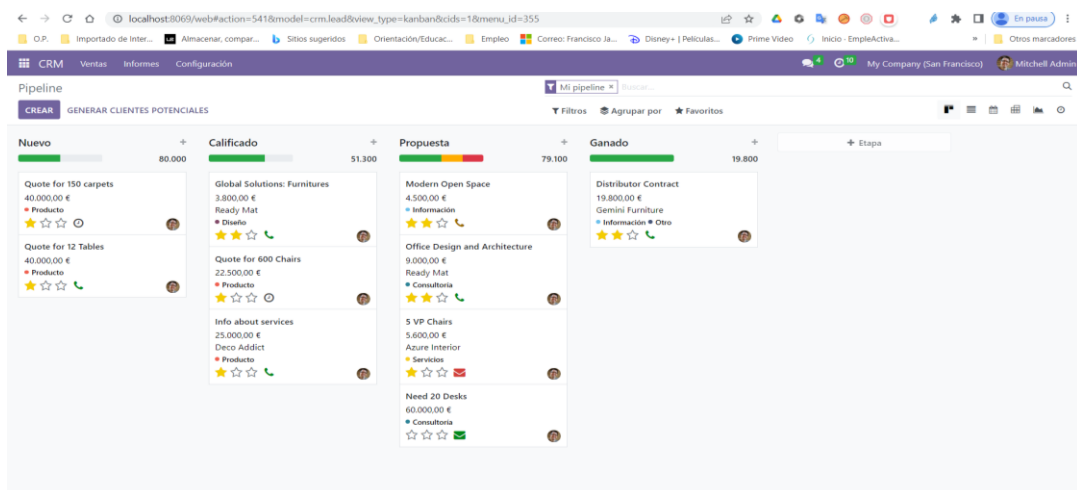 localhost:8069/web#action=541&model=crm.lead&view_type=kanban&cids=1&menu_id=355
En pausa
O.P. Importado de Inter... Almacenar, compar... Sitios sugeridos Orientación/Educac... Empleo Correo: Francisco Ja... Disney+ | Películas... Prime Video Inicio - EmpleActiva... » Otros marcadores
CRM Ventas Informes Configuración 4 10 My Company (San Francisco) Mitchell Admin
Pipeline
Mi pipeline × Buscar...
CREAR GENERAR CLIENTES POTENCIALES
Filtros Agrupar por Favoritos
Nuevo +
80.000
Quote for 150 carpets
40.000,00 €
Producto
Quote for 12 Tables
40.000,00 €
Producto
Calificado +
51.300
Global Solutions: Furnitures
3.800,00 €
Ready Mat
Diseño
Quote for 600 Chairs
22.500,00 €
Producto
Info about services
25.000,00 €
Deco Addict
Producto
Propuesta +
79.100
Modern Open Space
4.500,00 €
Información
Office Design and Architecture
9.000,00 €
Ready Mat
Consultoría
5 VP Chairs
5.600,00 €
Azure Interior
Servicios
Need 20 Desks
60.000,00 €
Consultoría
Ganado +
19.800
Distributor Contract
19.800,00 €
Gemini Furniture
Información Otro
+ Etapa